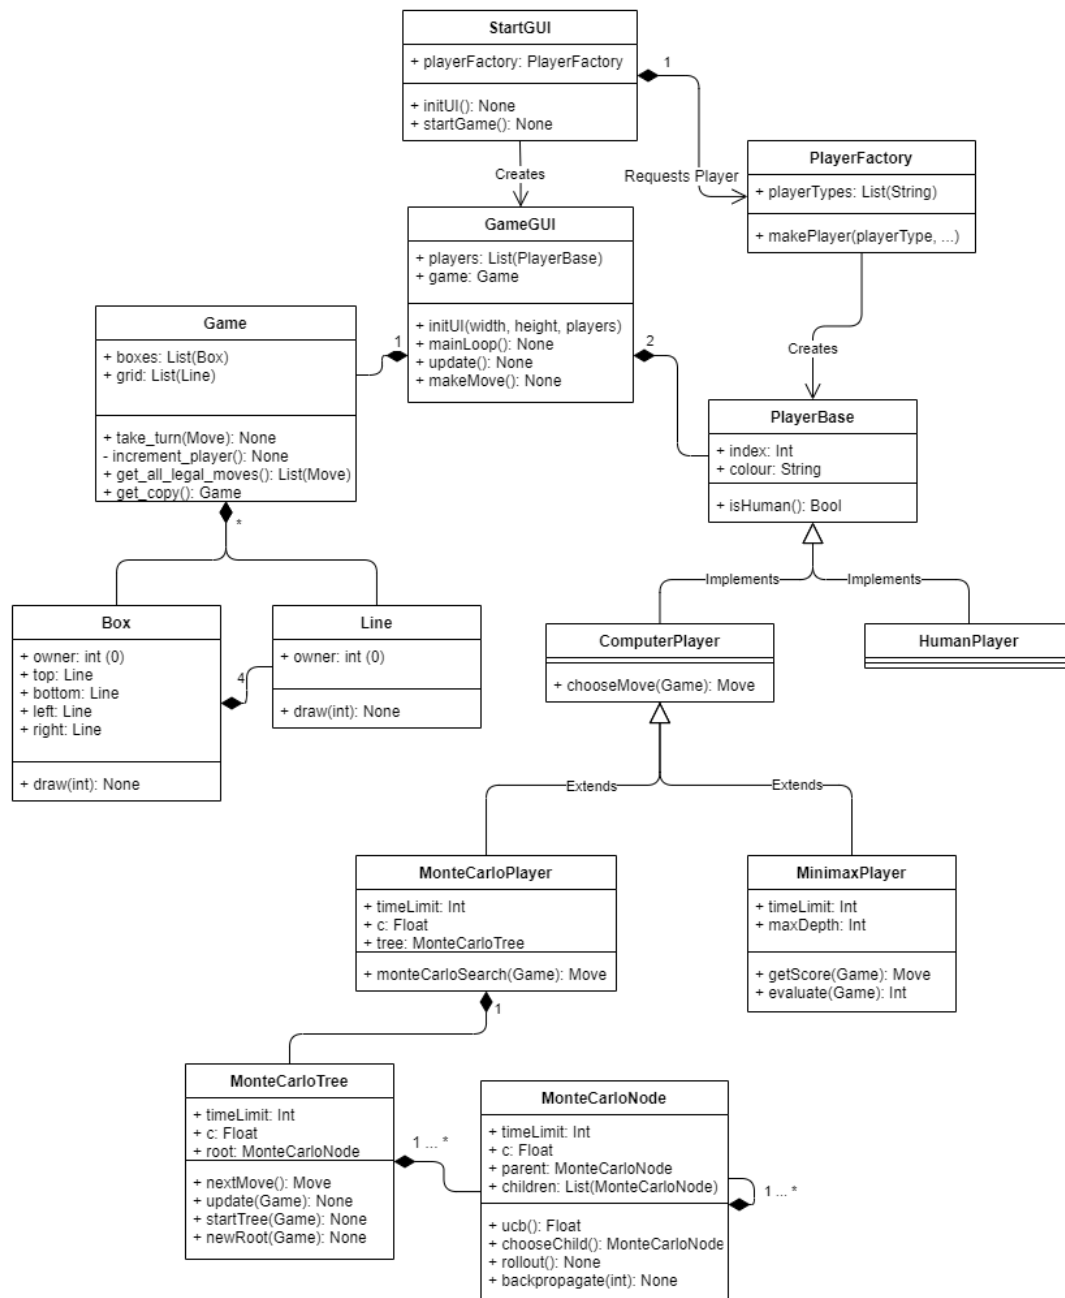 StartGUI
+ playerFactory: PlayerFactory
+ initUI(): None
+ startGame(): None
1
Creates
Requests Player
PlayerFactory
+ playerTypes: List(String)
+ makePlayer(playerType, ...)
Creates
GameGUI
+ players: List(PlayerBase)
+ game: Game
+ initUI(width, height, players)
+ mainLoop(): None
+ update(): None
+ makeMove(): None
1
2
Game
+ boxes: List(Box)
+ grid: List(Line)
+ take_turn(Move): None
- increment_player(): None
+ get_all_legal_moves(): List(Move)
+ get_copy(): Game
*
PlayerBase
+ index: Int
+ colour: String
+ isHuman(): Bool
Implements
Implements
Box
+ owner: int (0)
+ top: Line
+ bottom: Line
+ left: Line
+ right: Line
+ draw(int): None
4
Line
+ owner: int (0)
+ draw(int): None
ComputerPlayer
+ chooseMove(Game): Move
HumanPlayer
Extends
Extends
MonteCarloPlayer
+ timeLimit: Int
+ c: Float
+ tree: MonteCarloTree
+ monteCarloSearch(Game): Move
1
MinimaxPlayer
+ timeLimit: Int
+ maxDepth: Int
+ getScore(Game): Move
+ evaluate(Game): Int
MonteCarloTree
+ timeLimit: Int
+ c: Float
+ root: MonteCarloNode
+ nextMove(): Move
+ update(Game): None
+ startTree(Game): None
+ newRoot(Game): None
1 ... *
MonteCarloNode
+ timeLimit: Int
+ c: Float
+ parent: MonteCarloNode
+ children: List(MonteCarloNode)
+ ucb(): Float
+ chooseChild(): MonteCarloNode
+ rollout(): None
+ backpropagate(int): None
1 ... *